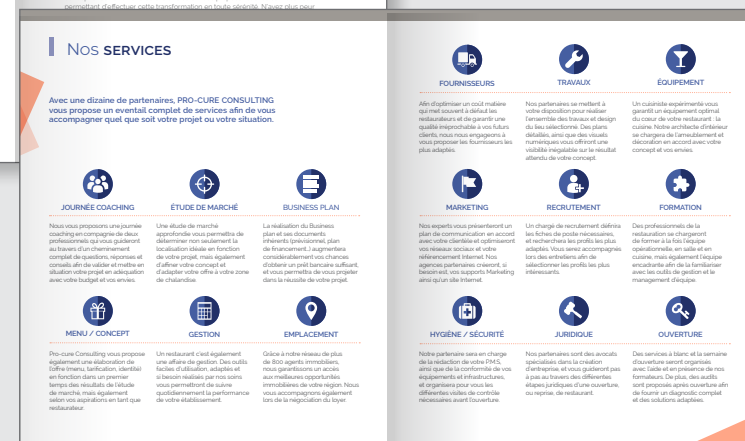 permettant d'effectuer cette transformation en toute sérénité. N'avez plus peur
Nos SERVICES
Avec une dizaine de partenaires, PRO-CURE CONSULTING
vous propose un eventail complet de services afin de vous
accompagner quel que soit votre projet ou votre situation.
JOURNÉE COACHING
Nous vous proposons une journée
coaching en compagnie de deux
professionnels qui vous guideront
au travers d'un cheminement
complet de questions, réponses et
conseils afin de valider et mettre en
situation votre projet en adéquation
avec votre budget et vos envies.
ÉTUDE DE MARCHÉ
Une étude de marché
approfondie vous permettra de
déterminer non seulement la
localisation idéale en fonction
de votre projet, mais également
d'affiner votre concept et
d'adapter votre offre à votre zone
de chalandise.
BUSINESS PLAN
La réalisation du Business
plan et ses documents
inhérents (prévisionnel, plan
de financement..) augmentera
considérablement vos chances
d'obtenir un prêt bancaire suffisant,
et vous permettra de vous projeter
dans la réussite de votre projet.
MENU / CONCEPT
Pro-cure Consulting vous propose
également une élaboration de
l'offre (menu, tarification, identité)
en fonction dans un premier
temps des résultats de l'étude
de marché, mais également
selon vos aspirations en tant que
restaurateur.
GESTION
Un restaurant c'est également
une affaire de gestion. Des outils
faciles d'utilisation, adaptés et
si besoin réalisés par nos soins
vous permettront de suivre
quotidiennement la performance
de votre établissement.
EMPLACEMENT
Grâce à notre réseau de plus
de 800 agents immobiliers,
nous garantissons un accès
aux meilleures opportunités
immobilières de votre région. Nous
vous accompagnons également
lors de la négociation du loyer.
FOURNISSEURS
Afin d'optimiser un coût matière
qui met souvent à défaut les
restaurateurs et de garantir une
qualité irréprochable à vos futurs
clients, nous nous engageons à
vous proposer les fournisseurs les
plus adaptés.
TRAVAUX
Nos partenaires se mettent à
votre disposition pour réaliser
l'ensemble des travaux et design
du lieu sélectionné. Des plans
détaillés, ainsi que des visuels
numériques vous offriront une
visibilité inégalable sur le résultat
attendu de votre concept.
ÉQUIPEMENT
Un cuisiniste expérimenté vous
garantit un équipement optimal
du coeur de votre restaurant : la
cuisine. Notre architecte d'intérieur
se chargera de l'ameublement et
décoration en accord avec votre
concept et vos envies.
MARKETING
Nos experts vous présenteront un
plan de communication en accord
avec votre clientèle et optimiseront
vos réseaux sociaux et votre
référencement Internet. Nos
agences partenaires créeront, si
besoin est, vos supports Marketing
ainsi qu'un site Internet.
RECRUTEMENT
Un chargé de recrutement définira
les fiches de poste nécessaires,
et recherchera les profils les plus
adaptés. Vous serez accompagnés
lors des entretiens afin de
sélectionner les profils les plus
intéressants.
FORMATION
Des professionnels de la
restauration se chargeront
de former à la fois l'équipe
opérationnelle, en salle et en
cuisine, mais également l'équipe
encadrante afin de la familiariser
avec les outils de gestion et le
management d'équipe.
HYGIÈNE / SÉCURITÉ
Notre partenaire sera en charge
de la rédaction de votre P.M.S,
ainsi que de la conformité de vos
équipements et infrastructures,
et organisera pour vous les
différentes visites de contrôle
nécessaires avant l'ouverture.
JURIDIQUE
Nos partenaires sont des avocats
spécialisés dans la création
d'entreprise, et vous guideront pas
à pas au travers des différentes
étapes juridiques d'une ouverture,
ou reprise, de restaurant.
OUVERTURE
Des services à blanc et la semaine
d'ouverture seront organisés
avec l'aide et en présence de nos
formateurs. De plus, des audits
sont proposés après ouverture afin
de fournir un diagnostic complet
et des solutions adaptées.